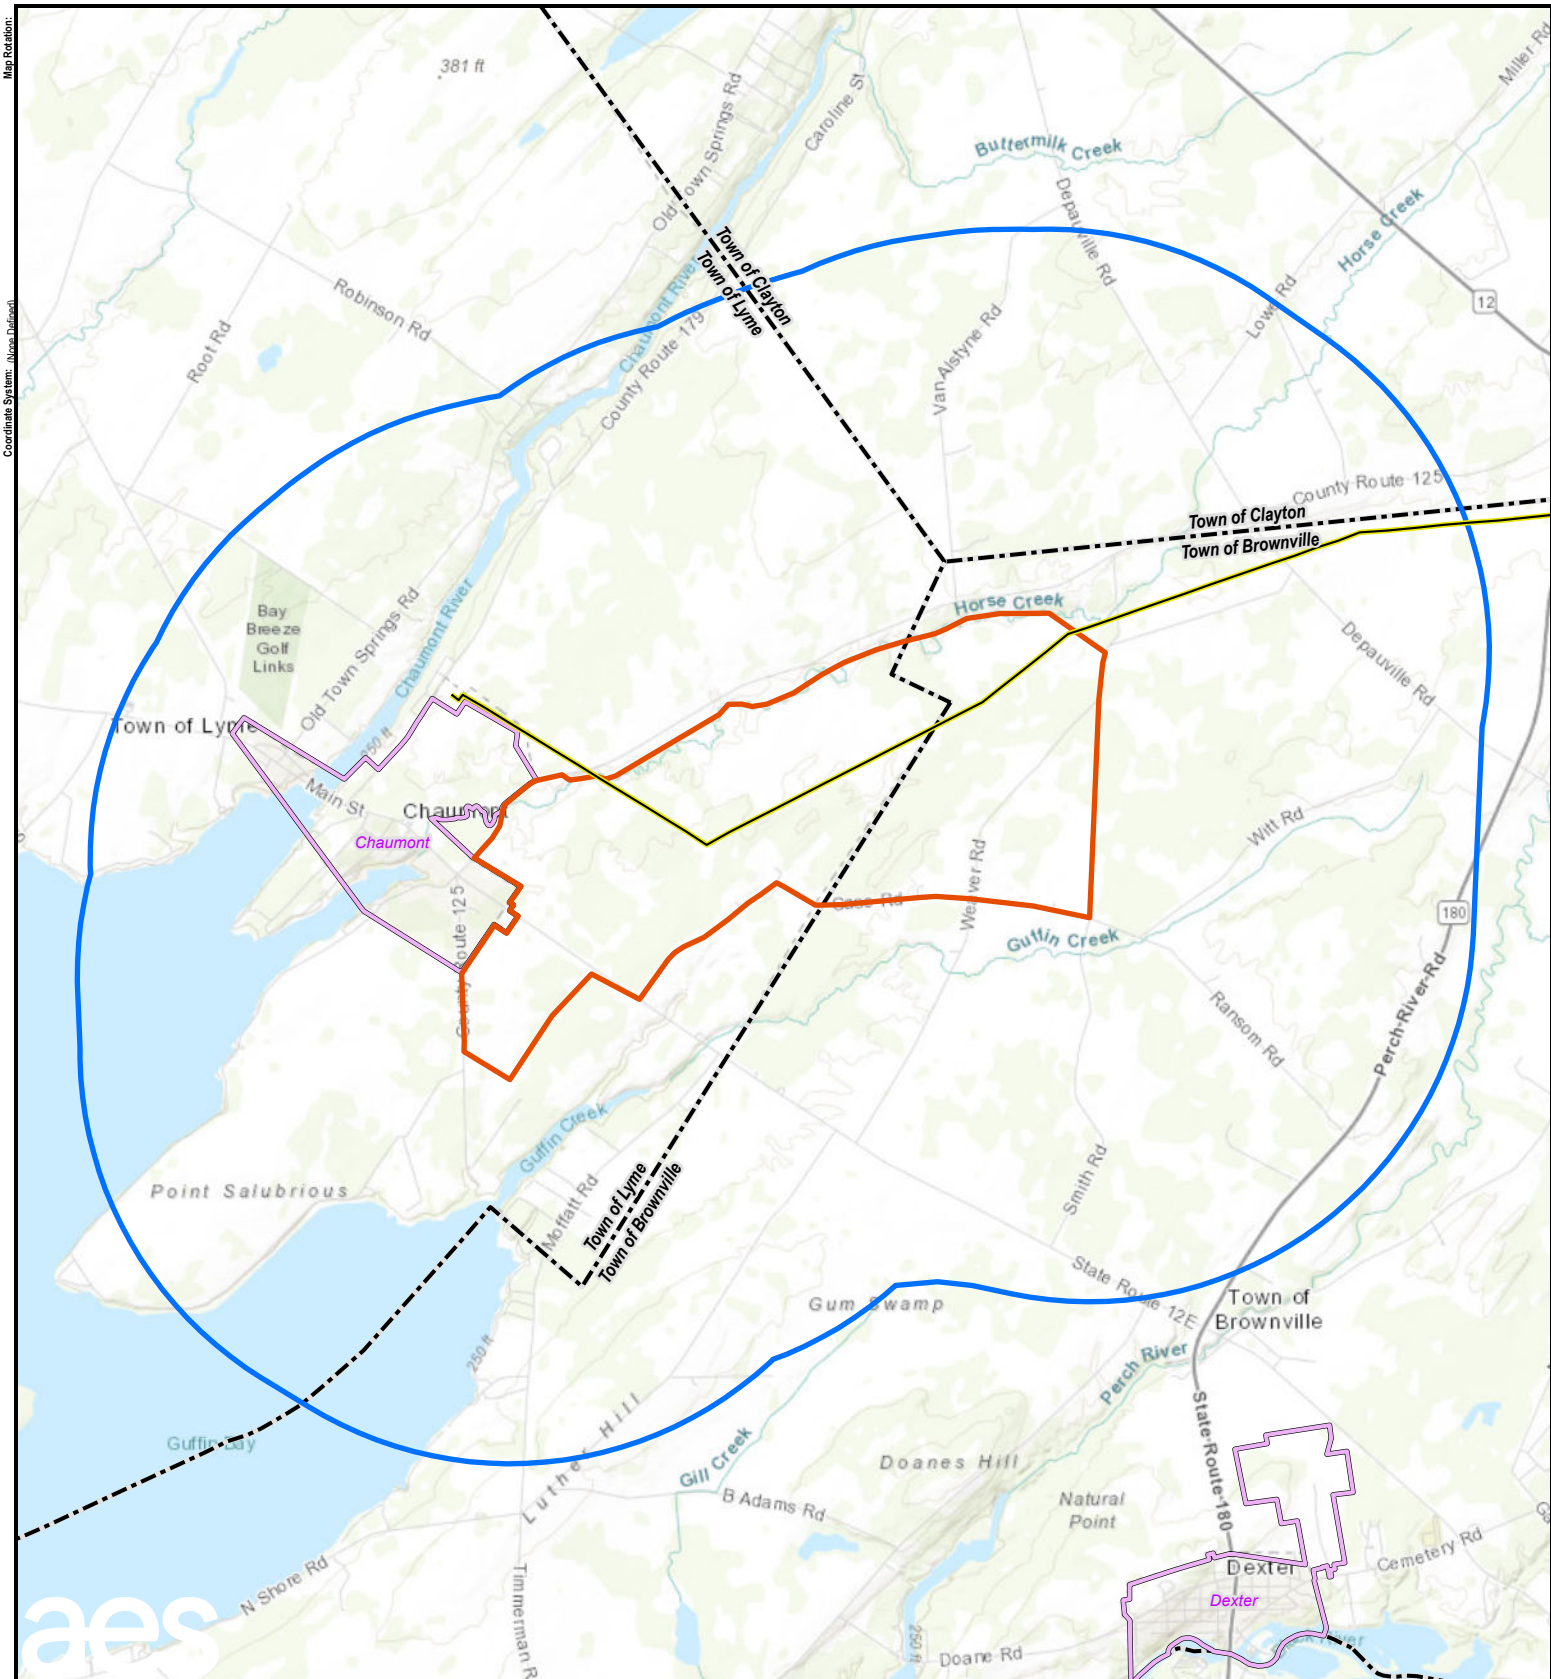 Map Rotation:
Coordinate System: (None Defined)
381 ft
Old Town Springs Rd
Caroline St
Buttermilk Creek
Depauville Rd
Miller Rd
Horse Creek
Town of Clayton
Town of Lyme
Robinson Rd
Root Rd
Chaumont River
County Route 179
Van Alstyne Rd
Lowe Rd
12
County Route 125
Town of Clayton
Town of Brownville
Bay
Breeze
Golf
Links
Old Town Springs Rd
Chaumont River
Horse Creek
Depauville Rd
Town of Lyme
250 ft
Main St
Chaumont
Chaumont
County Route 125
Case Rd
Weaver Rd
Witt Rd
Guffin Creek
180
Perch-River-Rd
Ransom Rd
Guffin Creek
Point Salubrious
Moffatt Rd
Town of Lyme
Town of Brownville
Smith Rd
State Route 12E
Gum Swamp
Town of
Brownville
250 ft
Perch River
Guffin Bay
Luther Hill
Gill Creek
B Adams Rd
Doanes Hill
Natural
Point
State-Route-180
Cemetery Rd
Dexter
Dexter
N Shore Rd
Timmerman R
250 ft
Doane Rd
River
aes